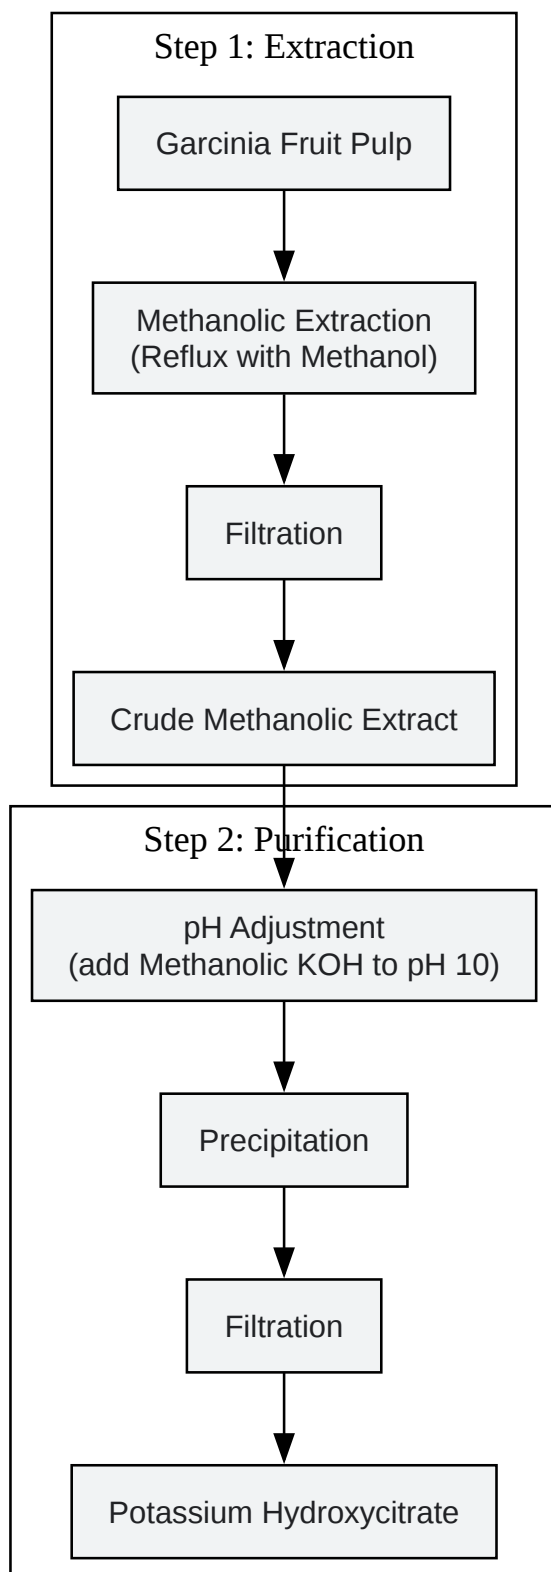 Step 1: Extraction
Garcinia Fruit Pulp
Methanolic Extraction
(Reflux with Methanol)
Filtration
Crude Methanolic Extract
Step 2: Purification
pH Adjustment
(add Methanolic KOH to pH 10)
Precipitation
Filtration
Potassium Hydroxycitrate